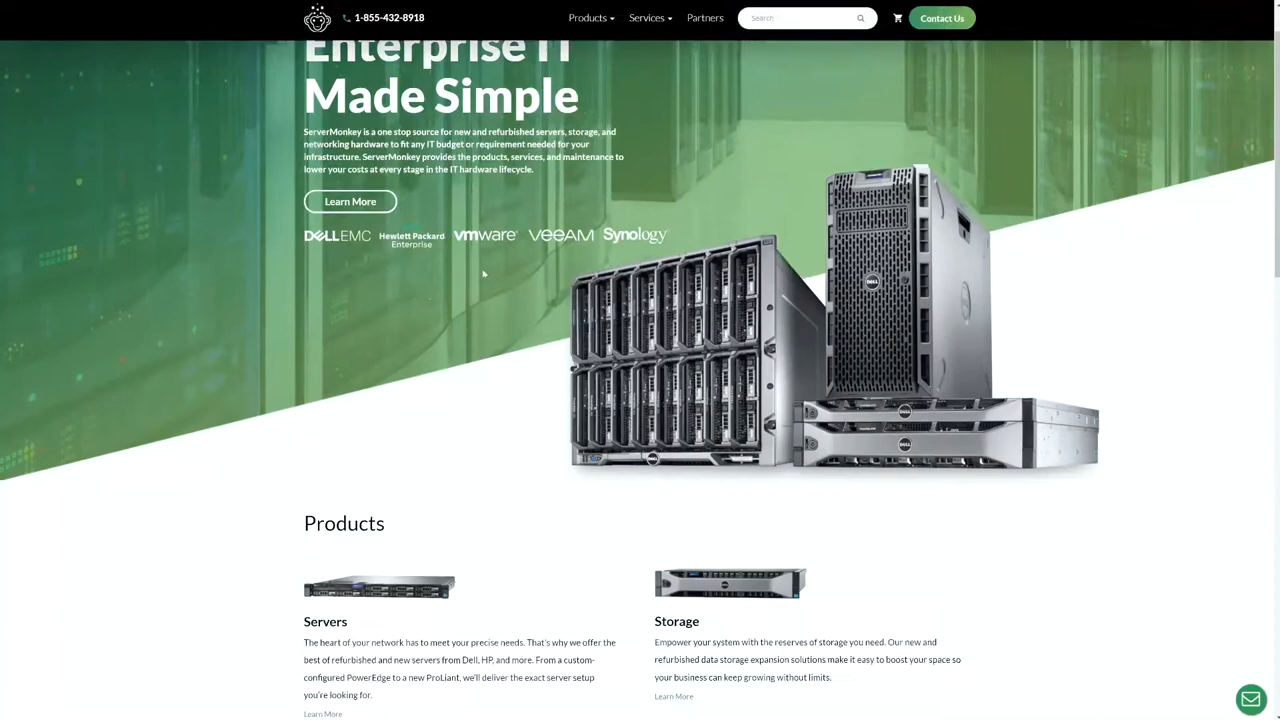 1-855-432-8918
Products
Services
Partners
Search
Contact Us
Enterprise IT
Made Simple
ServerMonkey is a one stop source for new and refurbished servers, storage, and
networking hardware to fit any IT budget or requirement needed for your
infrastructure. ServerMonkey provides the products, services, and maintenance to
lower your costs at every stage in the IT hardware lifecycle.
Learn More
DELLEMC
Hewlett Packard
Enterprise
vmware
VEEAM
Synology
DELL
DELL
DELL
DELL
Products
Servers
The heart of your network has to meet your precise needs. That's why we offer the
best of refurbished and new servers from Dell, HP, and more. From a custom-
configured PowerEdge to a new ProLiant, we'll deliver the exact server setup
you're looking for.
Learn More
Storage
Empower your system with the reserves of storage you need. Our new and
refurbished data storage expansion solutions make it easy to boost your space so
your business can keep growing without limits.
Learn More